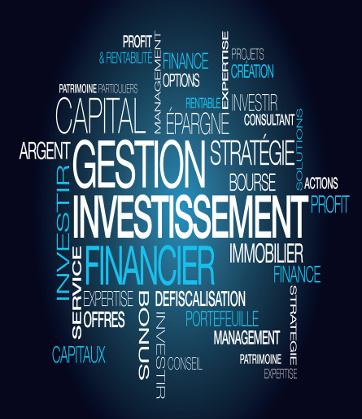 PROFIT
& RENTABILITÉ
MANAGEMENT
FINANCE
OPTIONS
EXPERTISE
PROJETS
CRÉATION
PATRIMOINE PARTICULIERS
RENTABLE
INVESTIR
CAPITAL
ÉPARGNE
CONSULTANT
SOLUTIONS
ARGENT
GESTION
STRATÉGIE
INVESTIR
BOURSE
ACTIONS
INVESTISSEMENT
PROFIT
SERVICE
FINANCIER
IMMOBILIER
FINANCE
EXPERTISE
BONUS
DEFISCALISATION
STRATEGIE
OFFRES
INVESTIR
PORTEFEUILLE
MANAGEMENT
CAPITAUX
CONSEIL
PATRIMOINE
EXPERTISE